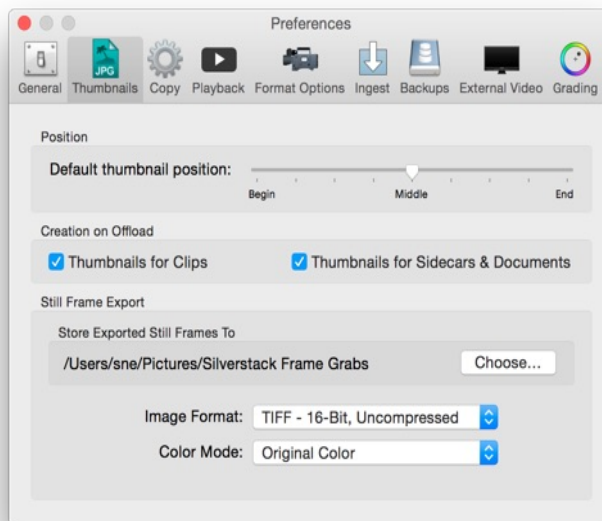 Preferences
JPG
General Thumbnails Copy Playback Format Options Ingest Backups External Video Grading
Position
Default thumbnail position:
Begin Middle End
Creation on Offload
Thumbnails for Clips Thumbnails for Sidecars & Documents
Still Frame Export
Store Exported Still Frames To
/Users/sne/Pictures/Silverstack Frame Grabs Choose...
Image Format: TIFF - 16-Bit, Uncompressed
Color Mode: Original Color